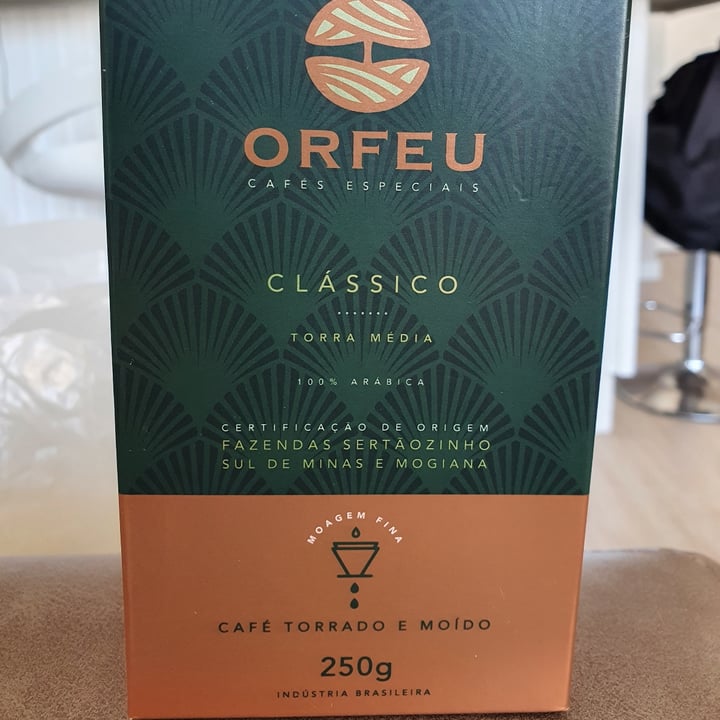 ORFEU
CAFÉS ESPECIAIS
CLÁSSICO
TORRA MÉDIA
100% ARÁBICA
CERTIFICAÇÃO DE ORIGEM
FAZENDAS SERTÃOZINHO
SUL DE MINAS E MOGIANA
MOAGEM FINA
CAFÉ TORRADO E MOÍDO
250g
INDÚSTRIA BRASILEIRA